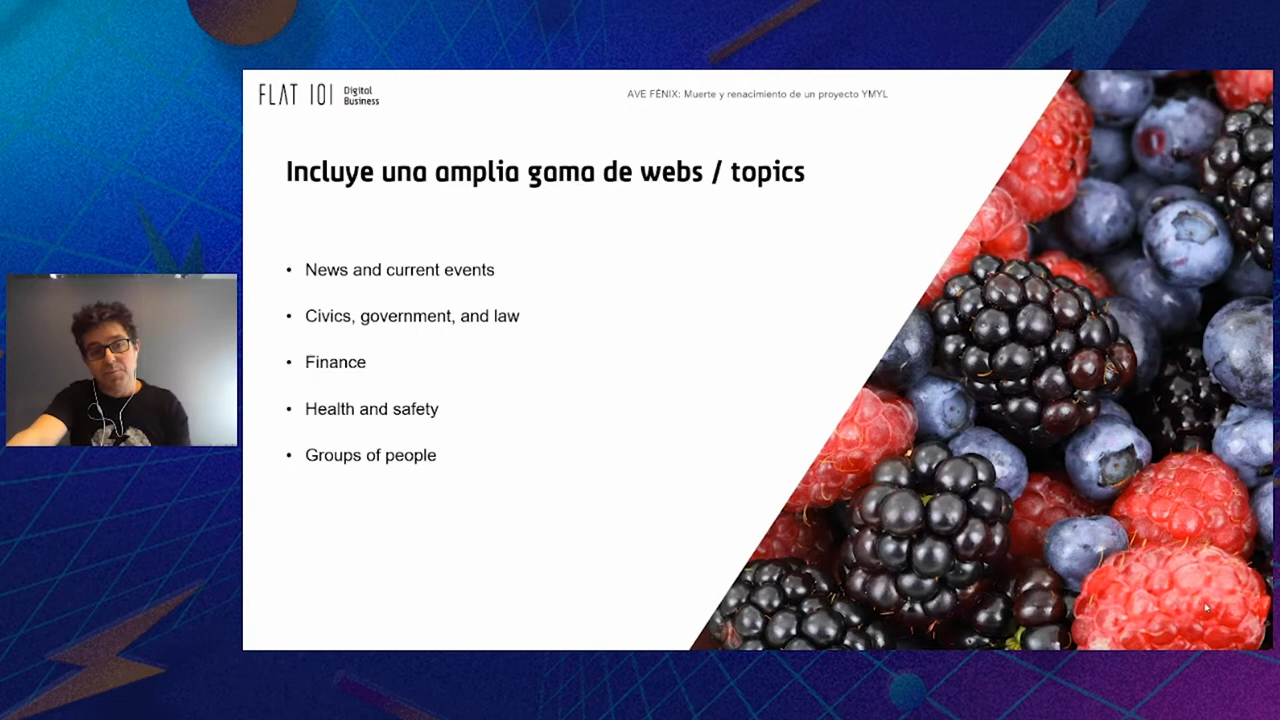 FLAT 101 Digital
Business
AVE FÉNIX: Muerte y renacimiento de un proyecto YMYL
Incluye una amplia gama de webs / topics
• News and current events
• Civics, government, and law
• Finance
• Health and safety
• Groups of people